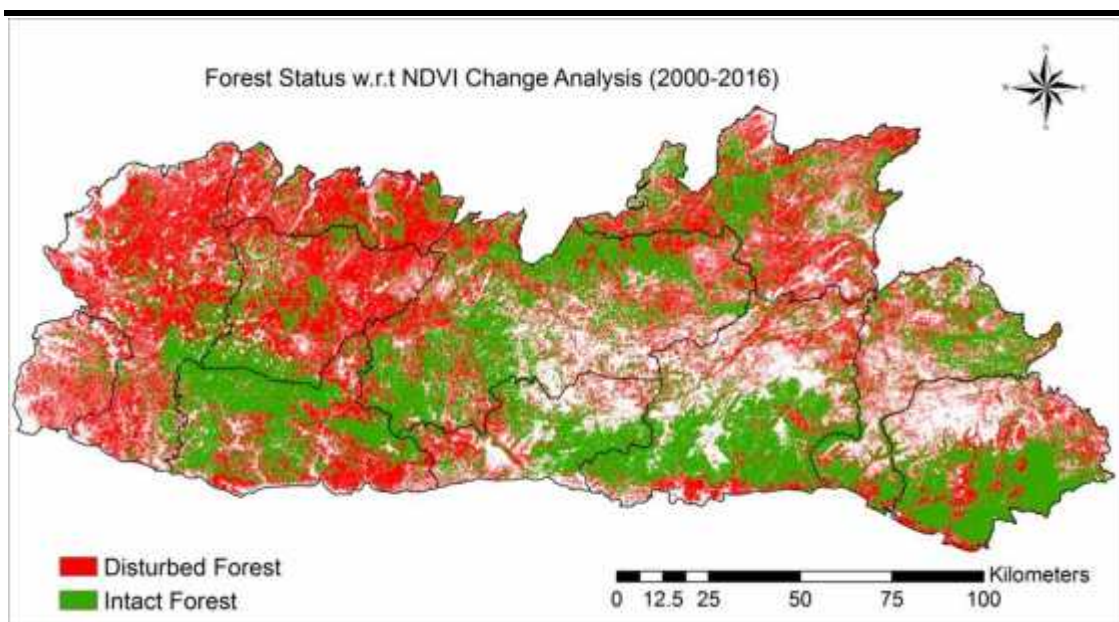 Forest Status w.r.t NDVI Change Analysis (2000-2016)
N
W E
S
Disturbed Forest
Intact Forest
Kilometers
0 12.5 25 50 75 100